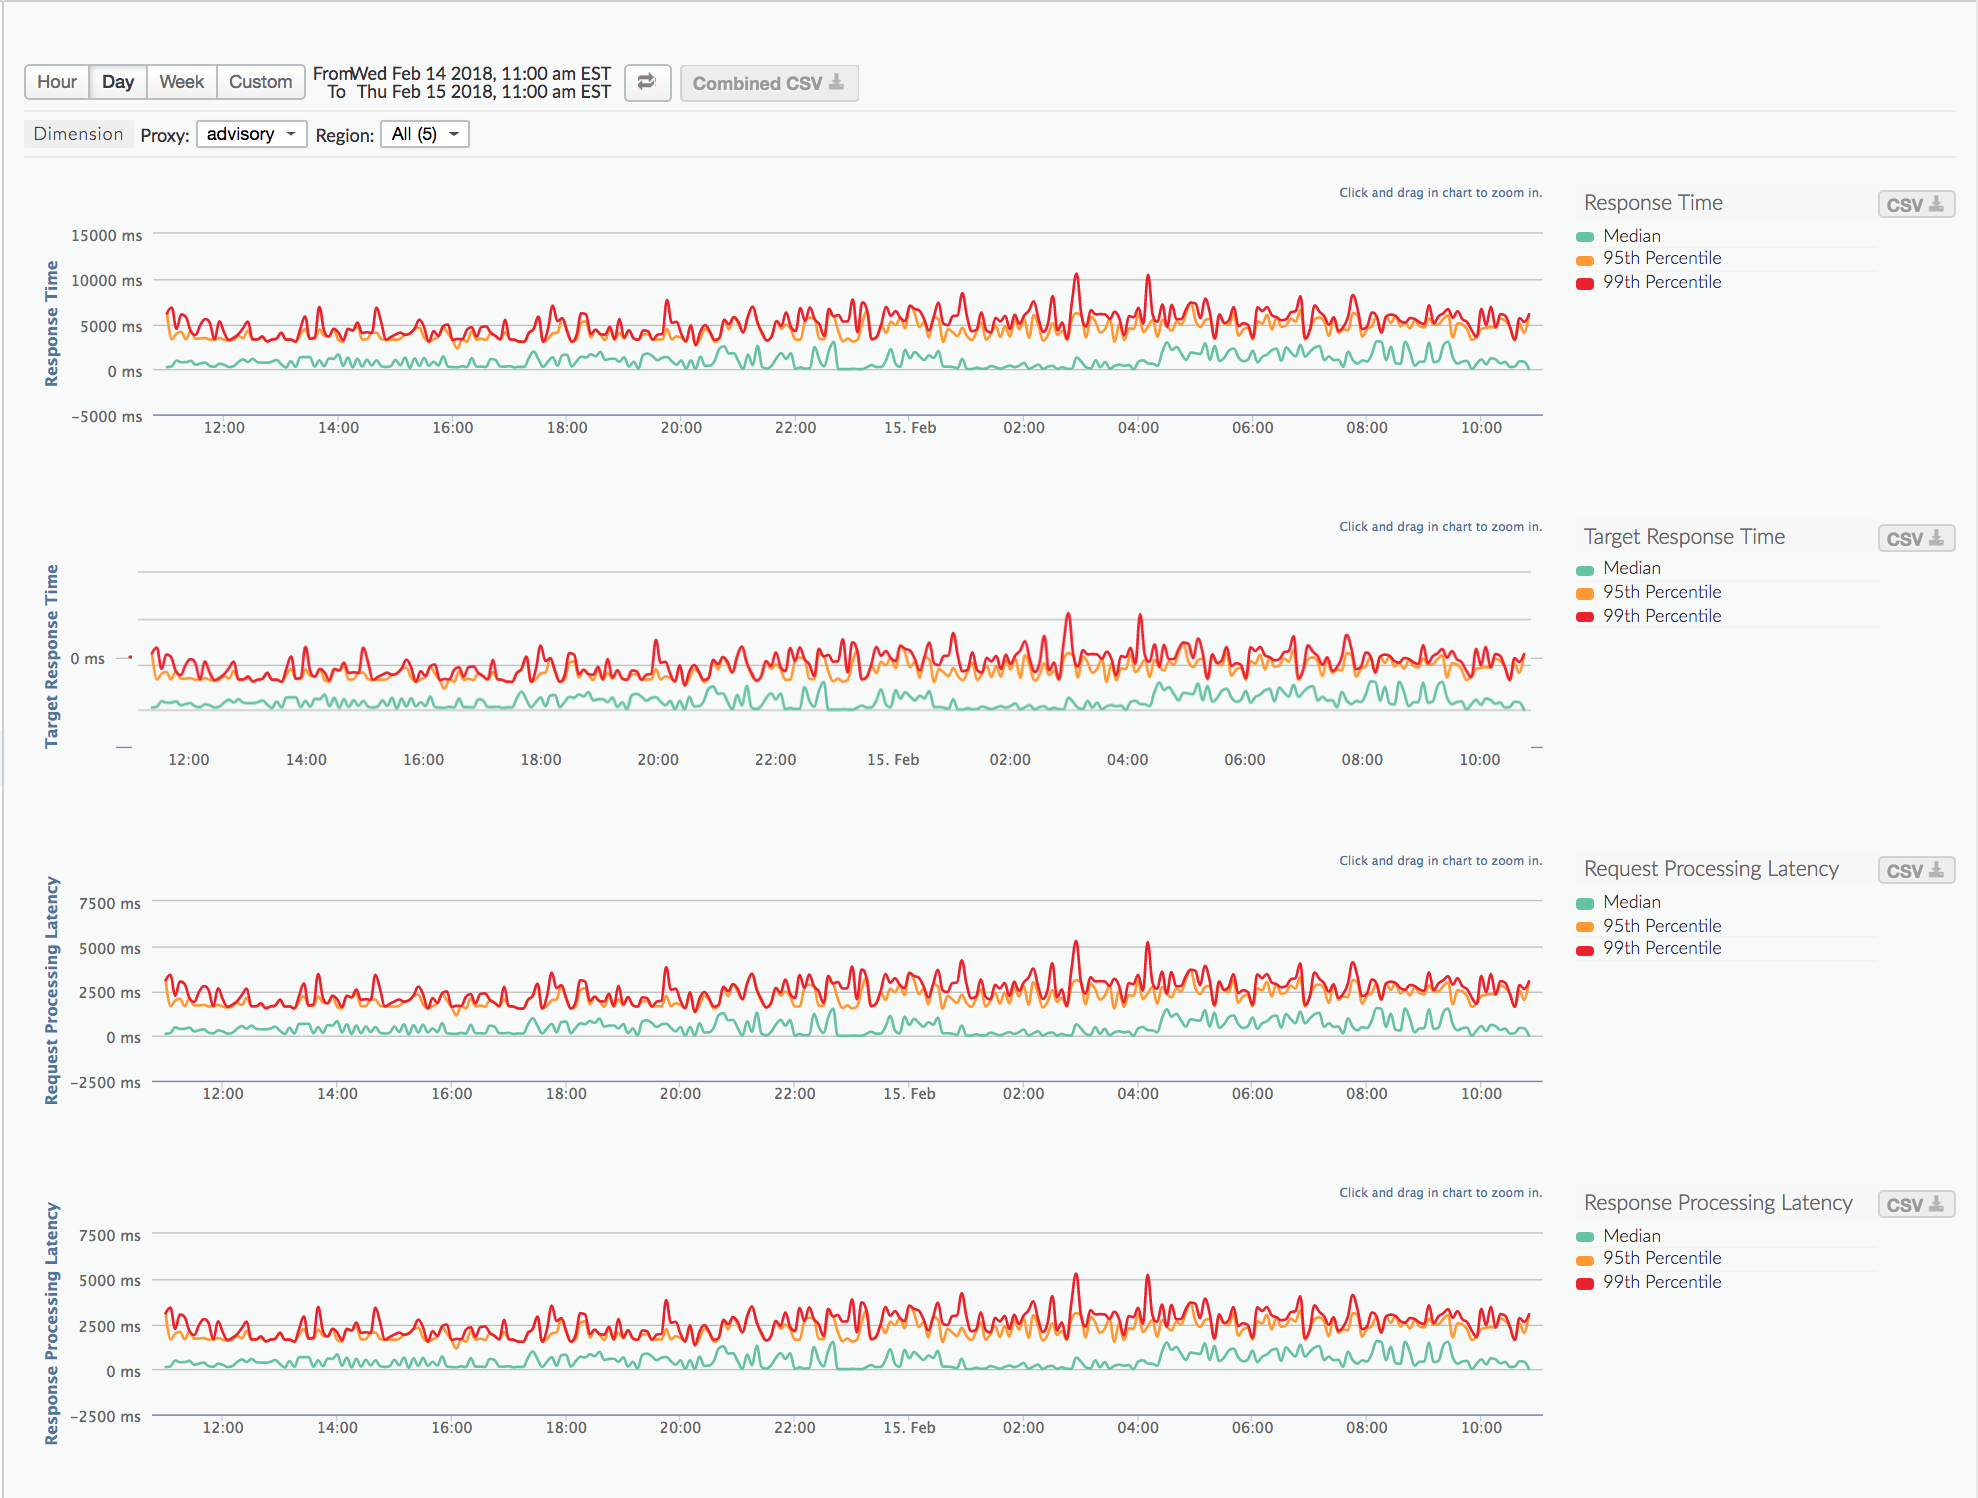 Hour Day Week Custom FromWed Feb 14 2018, 11:00 am EST Combined CSV
To Thu Feb 15 2018, 11:00 am EST
Dimension Proxy: advisory Region: All (5)
Click and drag in chart to zoom in.
Response Time CSV
Median
95th Percentile
99th Percentile
Response Time
15000 ms
10000 ms
5000 ms
0 ms
−5000 ms
12:00 14:00 16:00 18:00 20:00 22:00 15. Feb 02:00 04:00 06:00 08:00 10:00
Click and drag in chart to zoom in.
Target Response Time CSV
Median
95th Percentile
99th Percentile
Target Response Time
0 ms
12:00 14:00 16:00 18:00 20:00 22:00 15. Feb 02:00 04:00 06:00 08:00 10:00
Click and drag in chart to zoom in.
Request Processing Latency CSV
Median
95th Percentile
99th Percentile
Request Processing Latency
7500 ms
5000 ms
2500 ms
0 ms
−2500 ms
12:00 14:00 16:00 18:00 20:00 22:00 15. Feb 02:00 04:00 06:00 08:00 10:00
Click and drag in chart to zoom in.
Response Processing Latency CSV
Median
95th Percentile
99th Percentile
Response Processing Latency
7500 ms
5000 ms
2500 ms
0 ms
−2500 ms
12:00 14:00 16:00 18:00 20:00 22:00 15. Feb 02:00 04:00 06:00 08:00 10:00